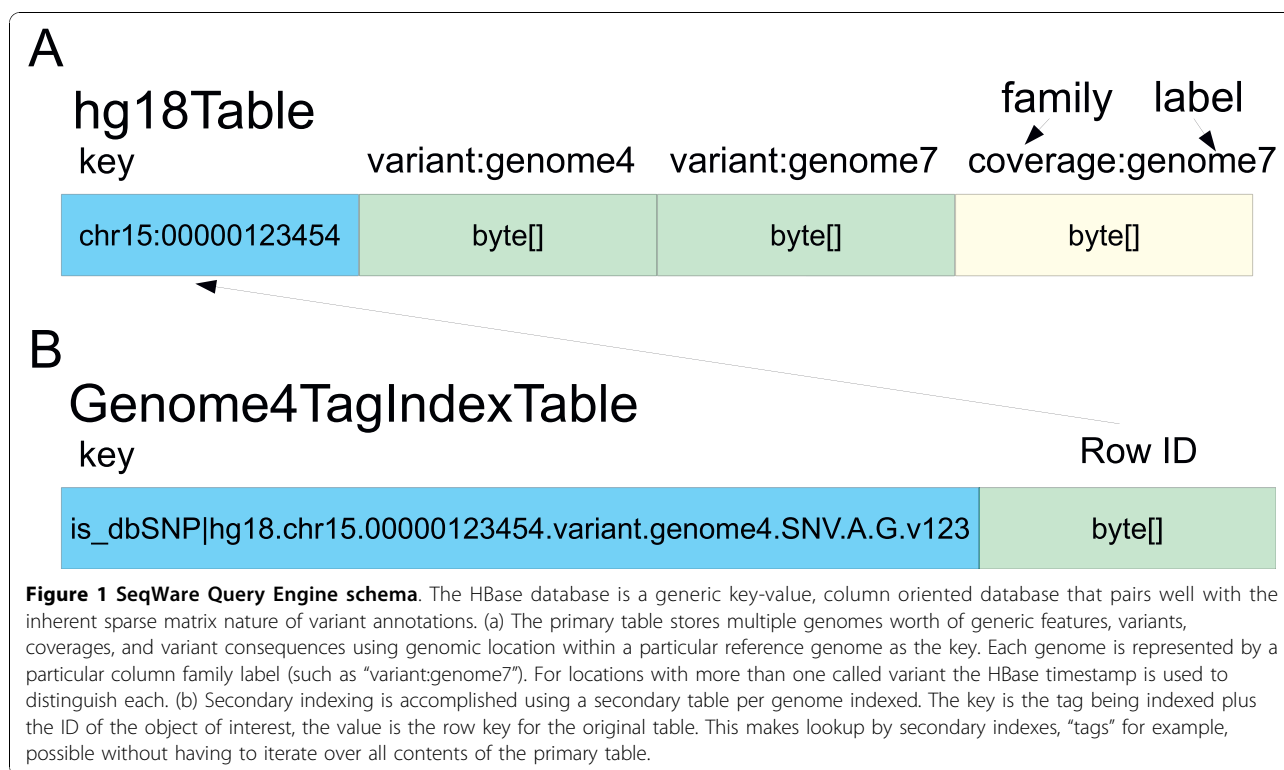 A
hg18Table
family label
key variant:genome4 variant:genome7 coverage:genome7
chr15:00000123454 byte[] byte[] byte[]
B
Genome4TagIndexTable
key Row ID
is_dbSNP|hg18.chr15.00000123454.variant.genome4.SNV.A.G.v123 byte[]
Figure 1 SeqWare Query Engine schema. The HBase database is a generic key-value, column oriented database that pairs well with the
inherent sparse matrix nature of variant annotations. (a) The primary table stores multiple genomes worth of generic features, variants,
coverages, and variant consequences using genomic location within a particular reference genome as the key. Each genome is represented by a
particular column family label (such as “variant:genome7”). For locations with more than one called variant the HBase timestamp is used to
distinguish each. (b) Secondary indexing is accomplished using a secondary table per genome indexed. The key is the tag being indexed plus
the ID of the object of interest, the value is the row key for the original table. This makes lookup by secondary indexes, “tags” for example,
possible without having to iterate over all contents of the primary table.